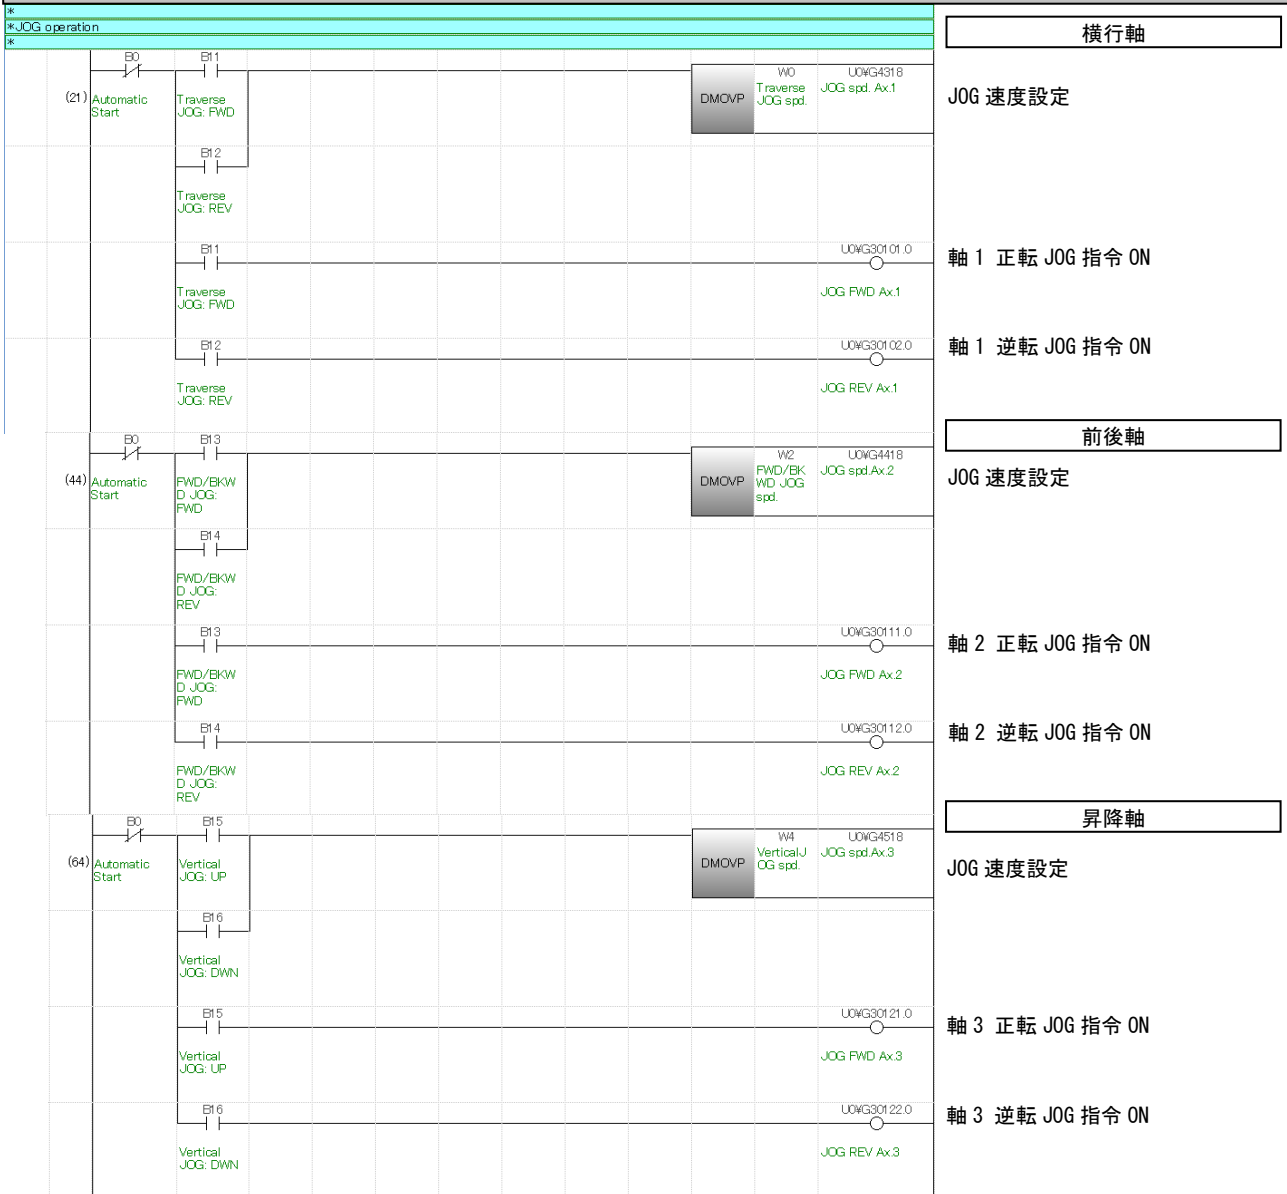 *
*JOG operation
*
横行軸
B0
B11
W0
U0¥G4318
(21)
Automatic
Start
Traverse
JOG: FWD
DMOVP
Traverse
JOG spd.
JOG spd. Ax.1
JOG 速度設定
B12
Traverse
JOG: REV
B11
U0¥G30101.0
軸1 正転 JOG 指令 ON
Traverse
JOG: FWD
JOG FWD Ax.1
B12
U0¥G30102.0
軸1 逆転 JOG 指令 ON
Traverse
JOG: REV
JOG REV Ax.1
前後軸
B0
B13
W2
U0¥G4418
(44)
Automatic
Start
FWD/BKW
D JOG:
FWD
DMOVP
FWD/BK
WD JOG
spd.
JOG spd.Ax.2
JOG 速度設定
B14
FWD/BKW
D JOG:
REV
B13
U0¥G30111.0
軸2 正転 JOG 指令 ON
FWD/BKW
D JOG:
FWD
JOG FWD Ax.2
B14
U0¥G30112.0
軸2 逆転 JOG 指令 ON
FWD/BKW
D JOG:
REV
JOG REV Ax.2
昇降軸
B0
B15
W4
U0¥G4518
(64)
Automatic
Start
Vertical
JOG: UP
DMOVP
VerticalJ
OG spd.
JOG spd.Ax.3
JOG 速度設定
B16
Vertical
JOG: DWN
B15
U0¥G30121.0
軸3 正転 JOG 指令 ON
Vertical
JOG: UP
JOG FWD Ax.3
B16
U0¥G30122.0
軸3 逆転 JOG 指令 ON
Vertical
JOG: DWN
JOG REV Ax.3